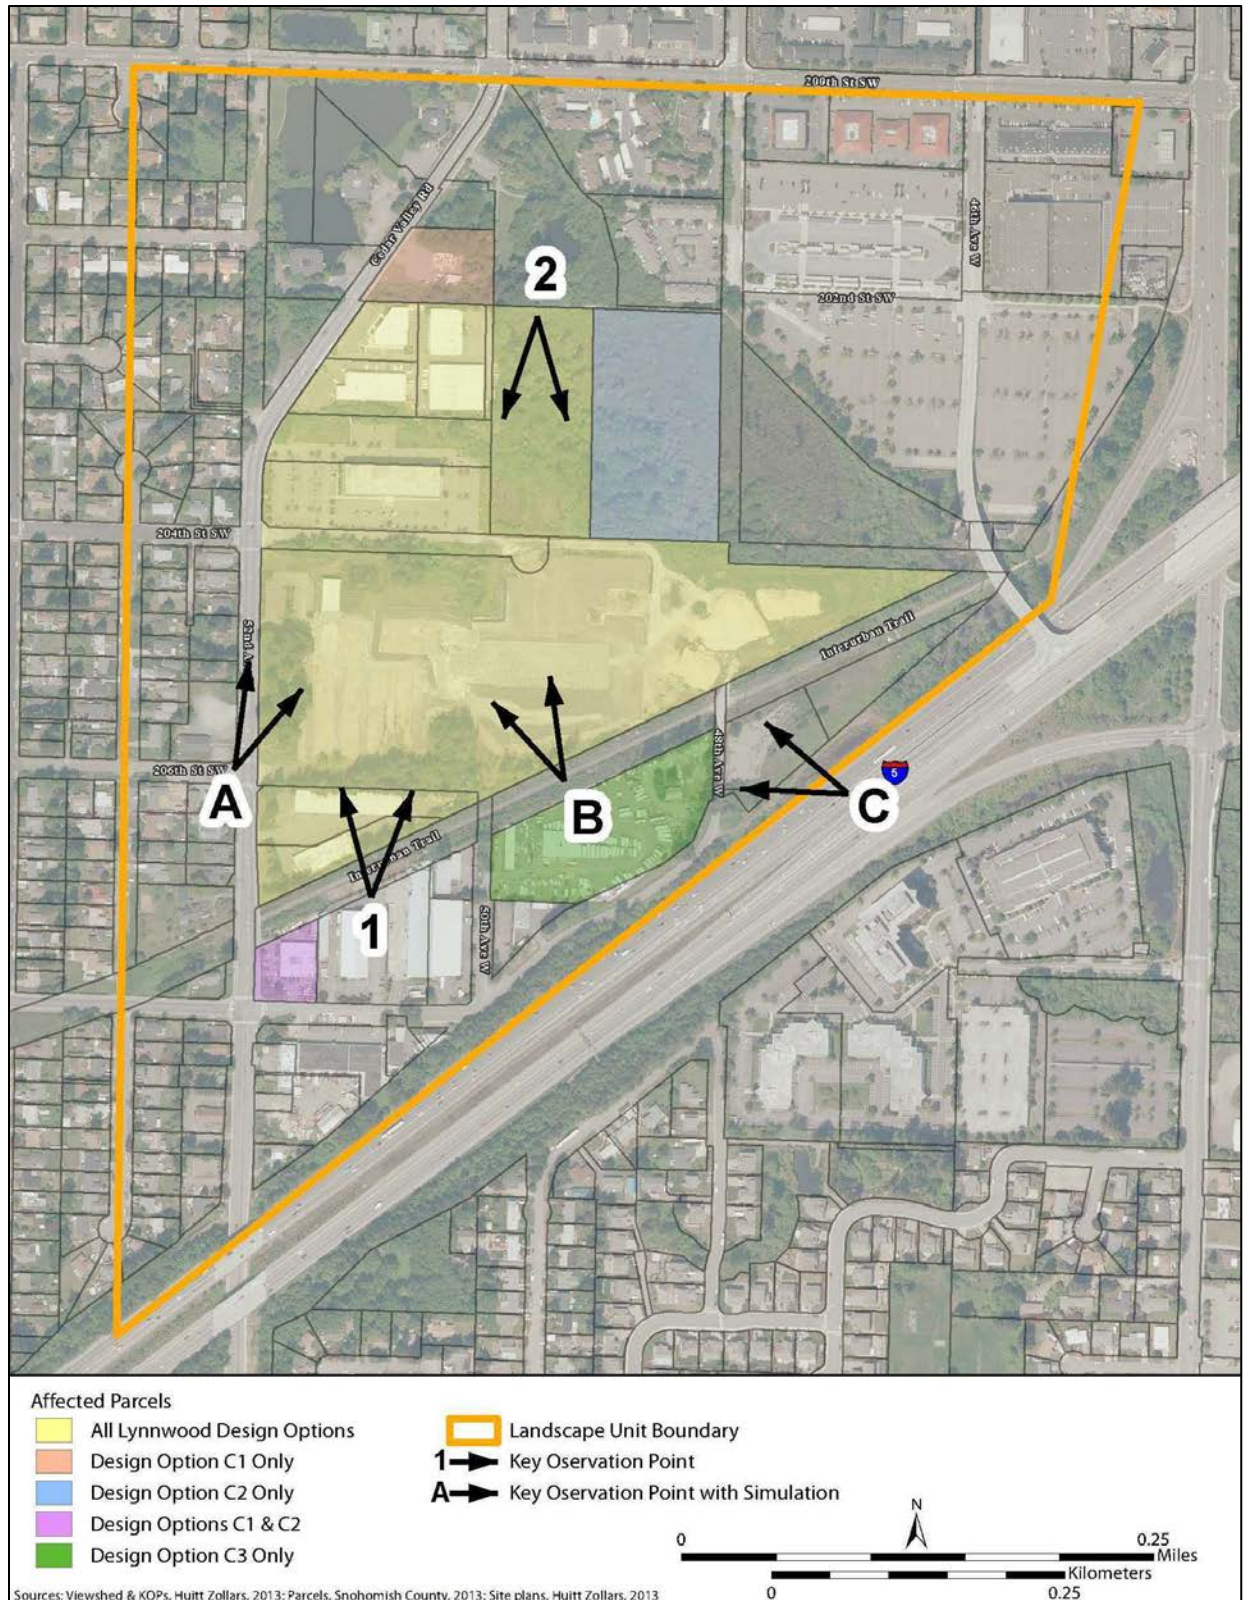 200th St SW
Cedar Valley Rd
46th Ave W
2
202nd St SW
204th St SW
Interurban Trail
52nd A
48th Ave W
206th St SW
5
A
B
C
Interurban Trail
1
50th Ave W
Affected Parcels
All Lynnwood Design Options
Design Option C1 Only
Design Option C2 Only
Design Options C1 & C2
Design Option C3 Only
Landscape Unit Boundary
1 Key Oservation Point
A Key Oservation Point with Simulation
N
0 0.25
Miles
Kilometers
0 0.25
Sources: Viewshed & KOPs, Huitt Zollars, 2013; Parcels, Snohomish County, 2013; Site plans, Huitt Zollars, 2013